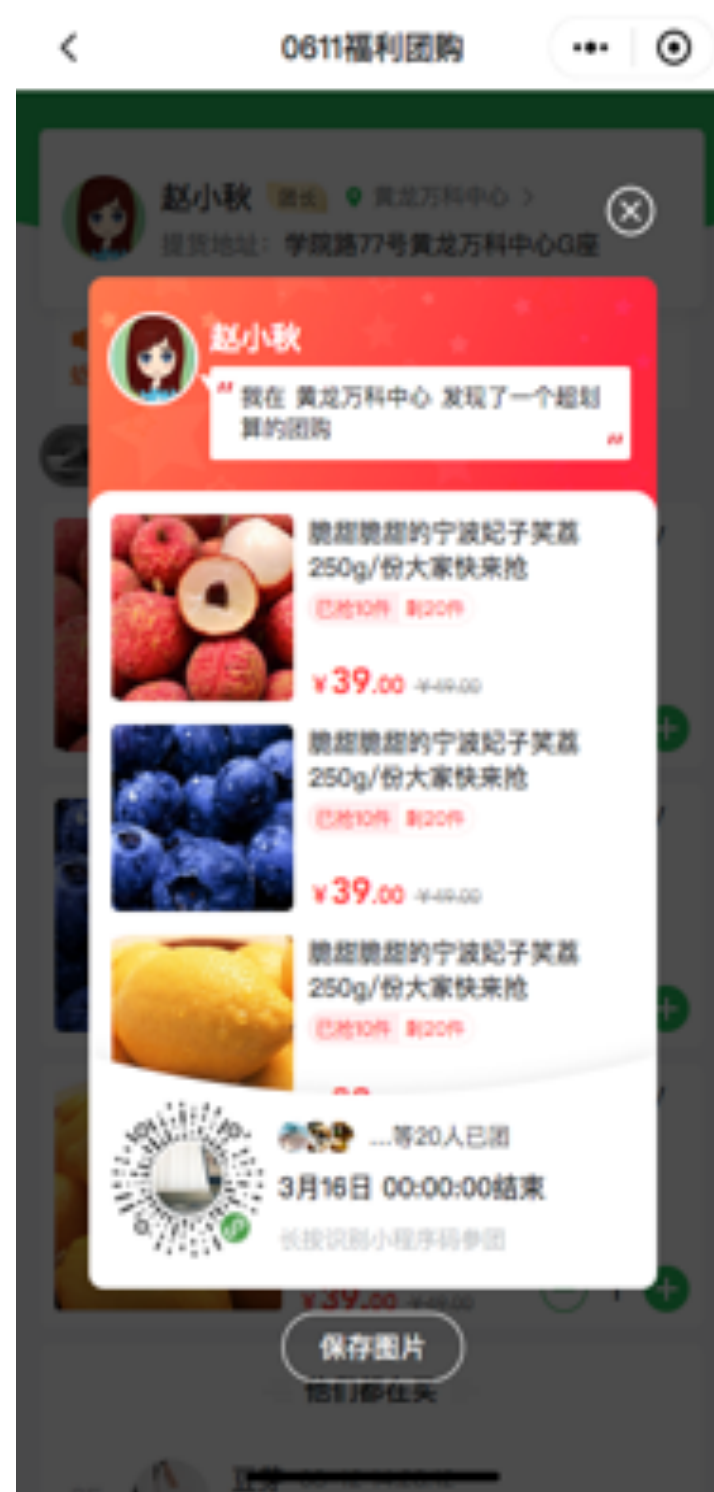 0611福利团购
赵小秋 团长 黄龙万科中心
提货地址: 学院路77号黄龙万科中心G座
赵小秋
“我在 黄龙万科中心 发现了一个超划
算的团购”
脆甜脆甜的宁波妃子笑荔
250g/份大家快来抢
已抢10件 剩20件
¥39.00 ¥49.00
脆甜脆甜的宁波妃子笑荔
250g/份大家快来抢
已抢10件 剩20件
¥39.00 ¥49.00
脆甜脆甜的宁波妃子笑荔
250g/份大家快来抢
已抢10件 剩20件
...等20人已团
3月16日 00:00:00结束
长按识别小程序码参团
¥39.00 ¥49.00
保存图片
他们都在买